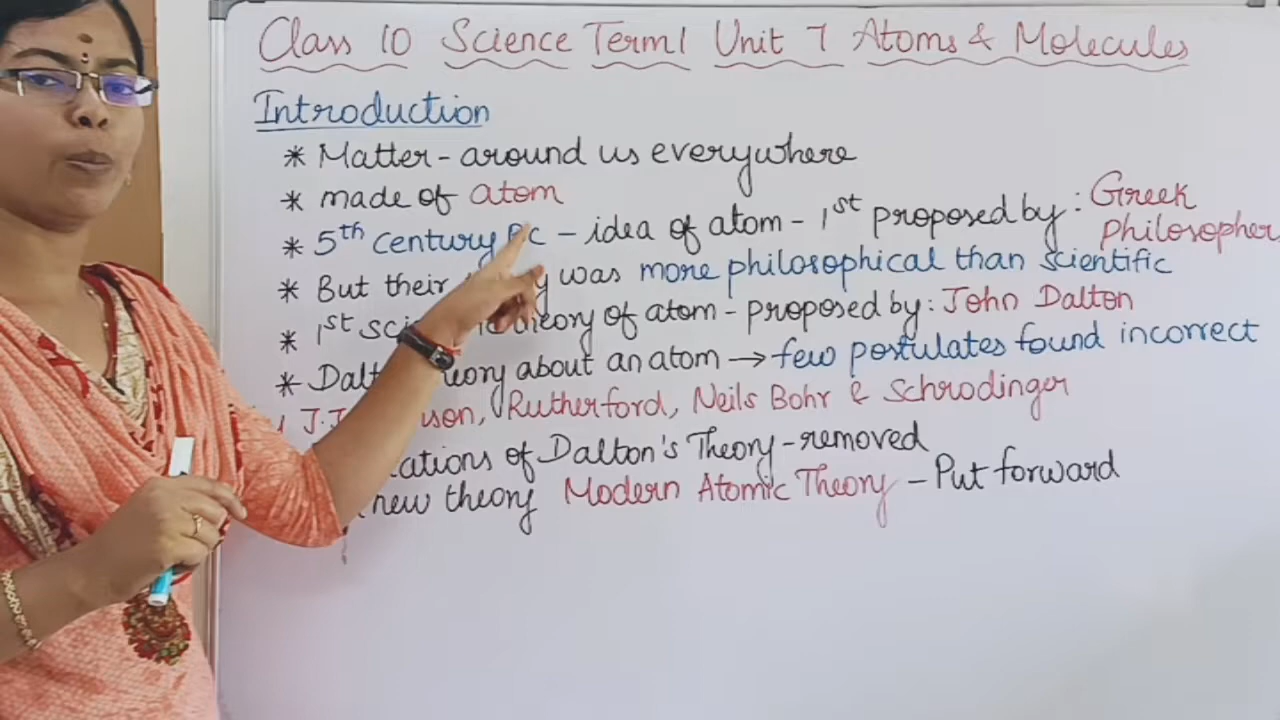 Class 10 Science Term1 Unit 7 Atoms & Molecules
Introduction
* Matter - around us everywhere
* made of atom
* 5th century BC - idea of atom - 1st proposed by : Greek Philosopher
* But their was more philosophical than scientific
* 1st theory of atom - proposed by : John Dalton
* about an atom → few postulates found incorrect
J.J. Rutherford, Neils Bohr & Schrodinger
of Dalton's Theory - removed
new theory Modern Atomic Theory - Put forward